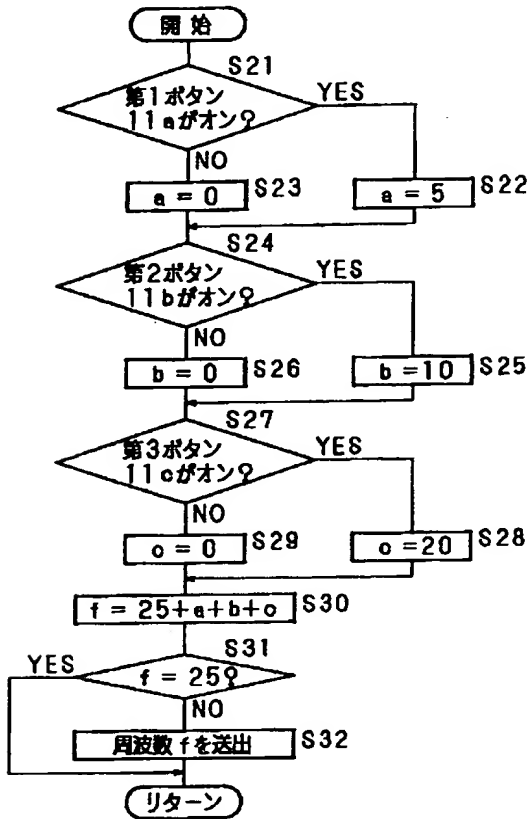 開始
S21
第1ボタン
11aがオン?
YES
NO
a = 0
S23
a = 5
S22
S24
第2ボタン
11bがオン?
YES
NO
b = 0
S26
b =10
S25
S27
第3ボタン
11cがオン?
YES
NO
c = 0
S29
c =20
S28
f = 25+a+b+c
S30
S31
YES
f = 25?
NO
周波数fを送出
S32
リターン